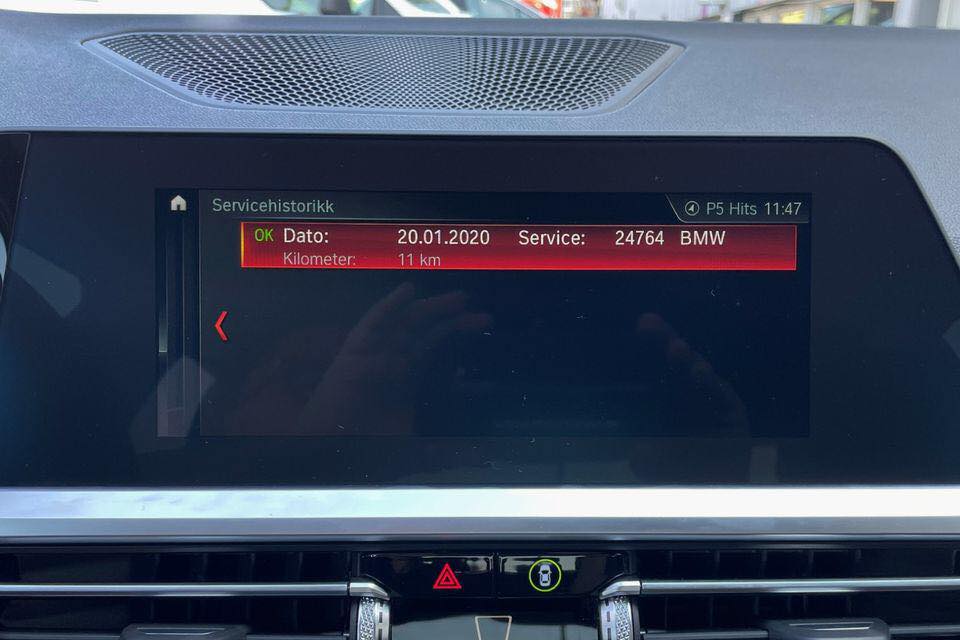 Servicehistorikk P5 Hits 11:47
OK Dato: 20.01.2020 Service: 24764 BMW
Kilometer: 11 km